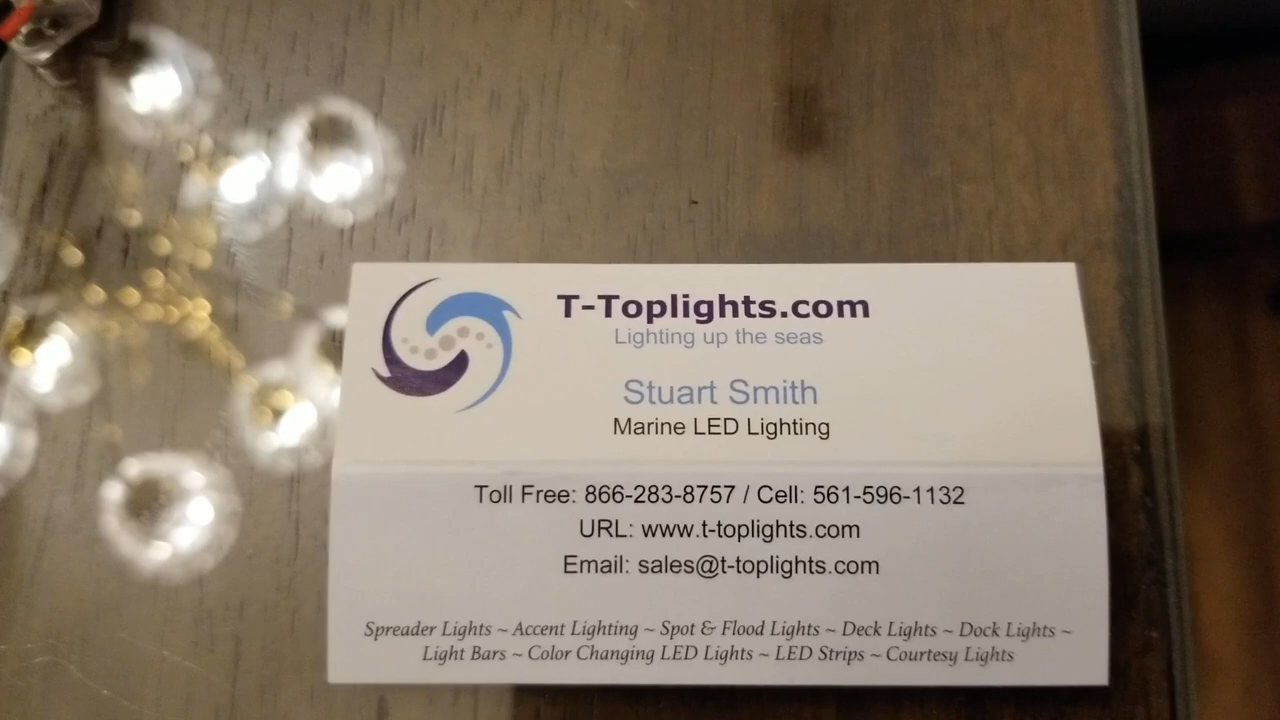 T-Toplights.com
Lighting up the seas
Stuart Smith
Marine LED Lighting
Toll Free: 866-283-8757 / Cell: 561-596-1132
URL: www.t-toplights.com
Email: sales@t-toplights.com
Spreader Lights ~ Accent Lighting ~ Spot & Flood Lights ~ Deck Lights ~ Dock Lights ~
Light Bars ~ Color Changing LED Lights ~ LED Strips ~ Courtesy Lights